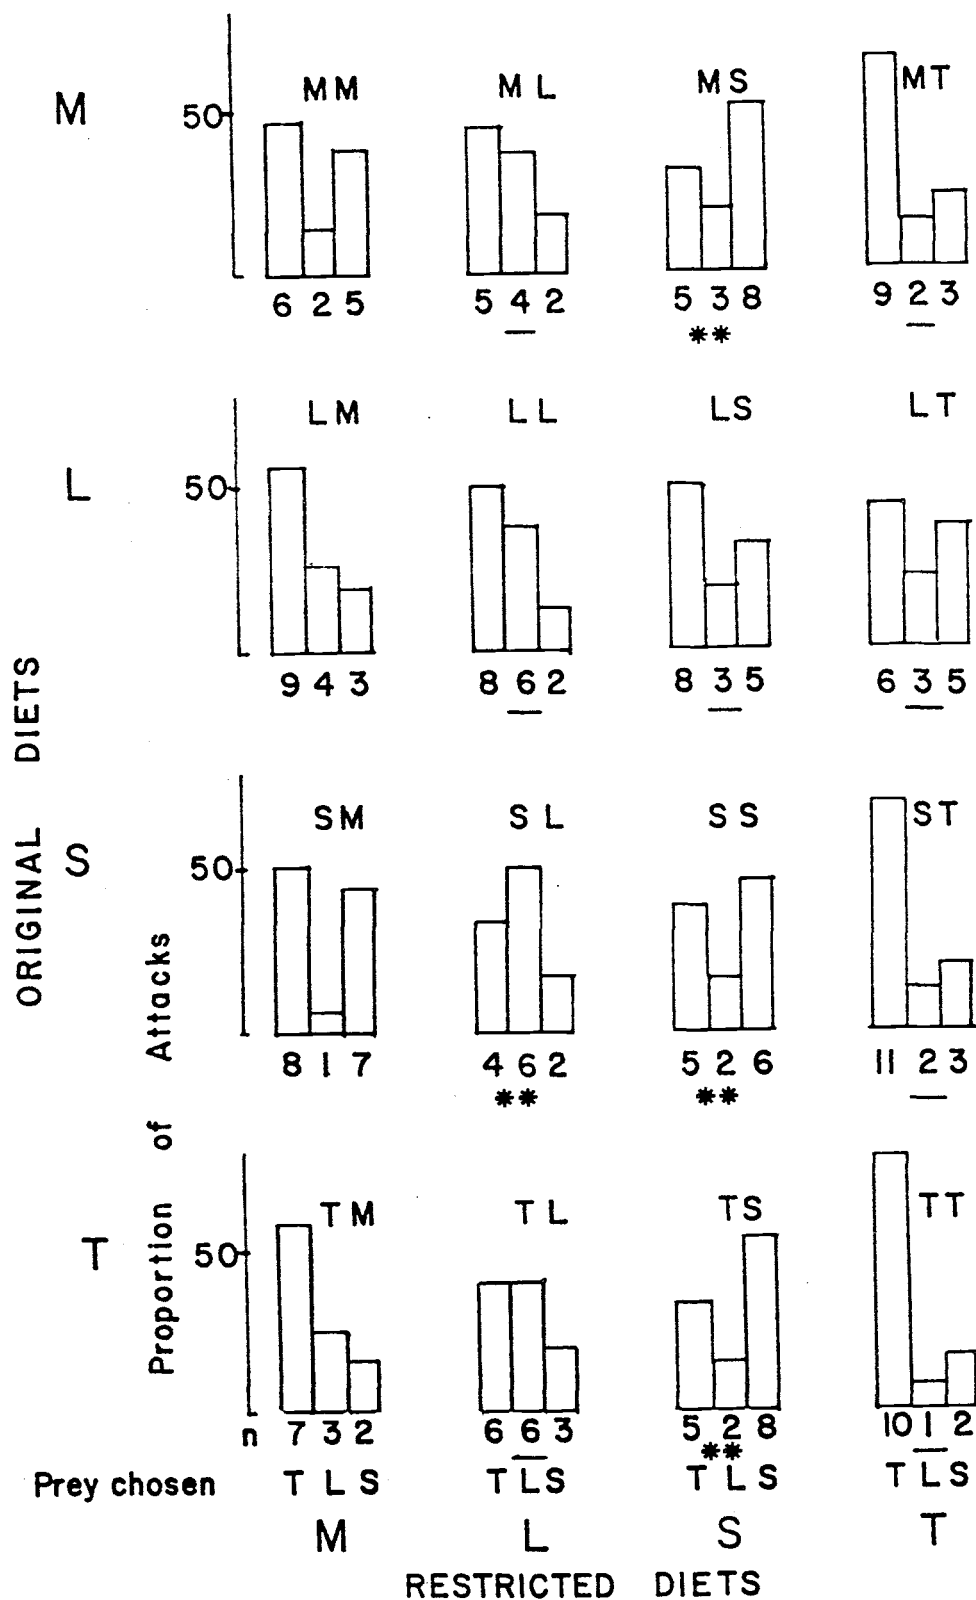 M 50 MM ML MS MT
6 2 5 5 4 2 5 3 8 9 2 3
**
L 50 LM LL LS LT
9 4 3 8 6 2 8 3 5 6 3 5
ORIGINAL DIETS
S 50 SM SL SS ST
8 1 7 4 6 2 5 2 6 11 2 3
** **
Proportion of Attacks
T 50 TM TL TS TT
n 7 3 2 6 6 3 5 2 8 10 1 2
**
Prey chosen T L S T L S T L S T L S
M L S T
RESTRICTED DIETS